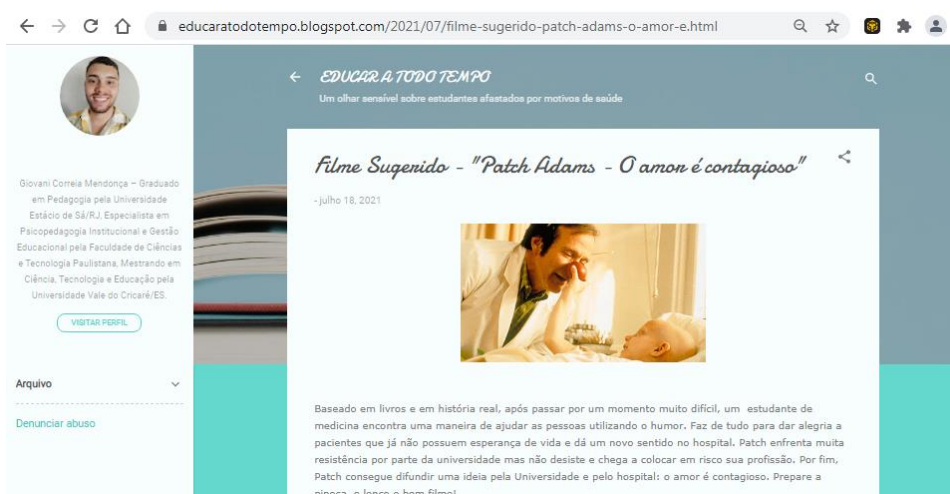 educaratodotempo.blogspot.com/2021/07/filme-sugerido-patch-adams-o-amor-e.html
EDUCAR A TODO TEMPO
Um olhar sensível sobre estudantes afastados por motivos de saúde
Giovani Correia Mendonça – Graduado
em Pedagogia pela Universidade
Estácio de Sá/RJ, Especialista em
Psicopedagogia Institucional e Gestão
Educacional pela Faculdade de Ciências
e Tecnologia Paulistana, Mestrando em
Ciência, Tecnologia e Educação pela
Universidade Vale do Cricaré/ES.
VISITAR PERFIL
Arquivo
Denunciar abuso
Filme Sugerido - "Patch Adams - O amor é contagioso"
- julho 18, 2021
Baseado em livros e em história real, após passar por um momento muito difícil, um estudante de
medicina encontra uma maneira de ajudar as pessoas utilizando o humor. Faz de tudo para dar alegria a
pacientes que já não possuem esperança de vida e dá um novo sentido no hospital. Patch enfrenta muita
resistência por parte da universidade mas não desiste e chega a colocar em risco sua profissão. Por fim,
Patch consegue difundir uma ideia pela Universidade e pelo hospital: o amor é contagioso. Prepare a
pipoca, o lenço e bom filme!